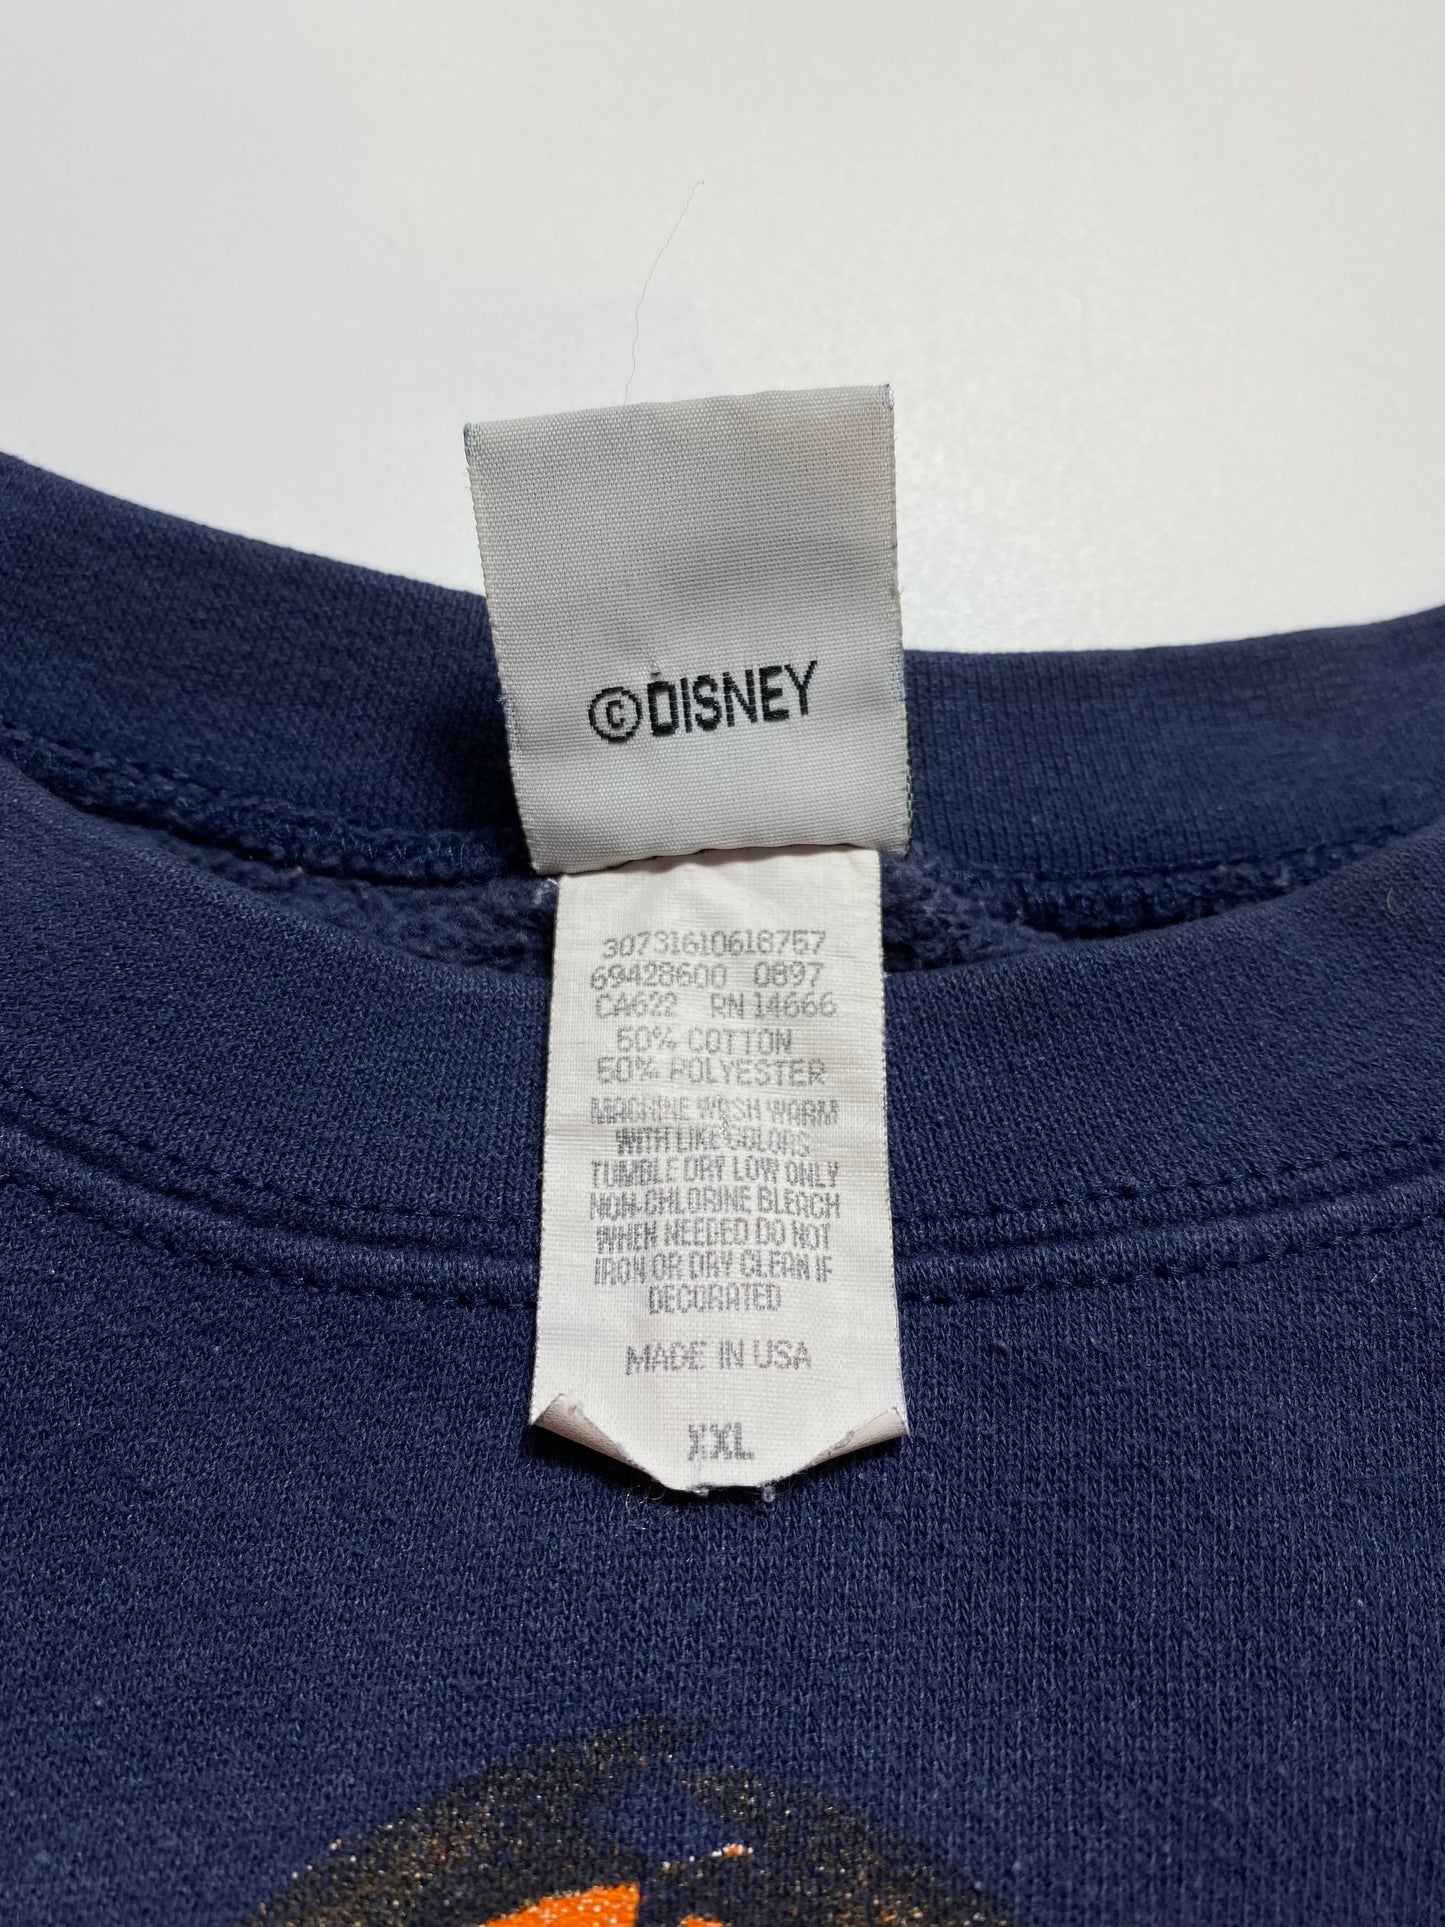 ©DISNEY
30731610618757
69428600 0897
CA622 RN 14666
50% COTTON
50% POLYESTER
MACHINE WASH WARM
WITH LIKE COLORS
TUMBLE DRY LOW ONLY
NON-CHLORINE BLEACH
WHEN NEEDED DO NOT
IRON OR DRY CLEAN IF
DECORATED
MADE IN USA
XXL